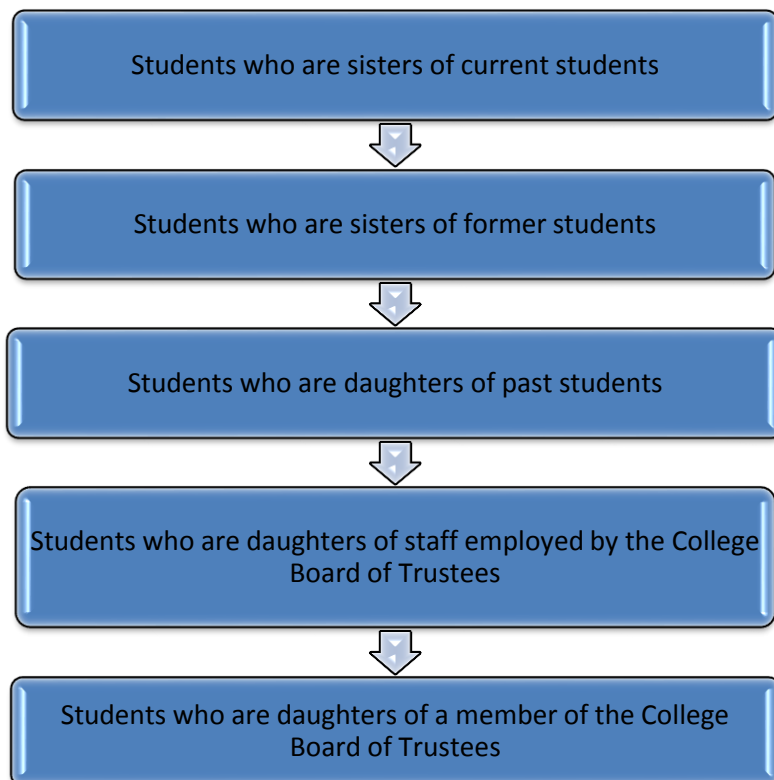 Students who are sisters of current students
Students who are sisters of former students
Students who are daughters of past students
Students who are daughters of staff employed by the College
Board of Trustees
Students who are daughters of a member of the College
Board of Trustees